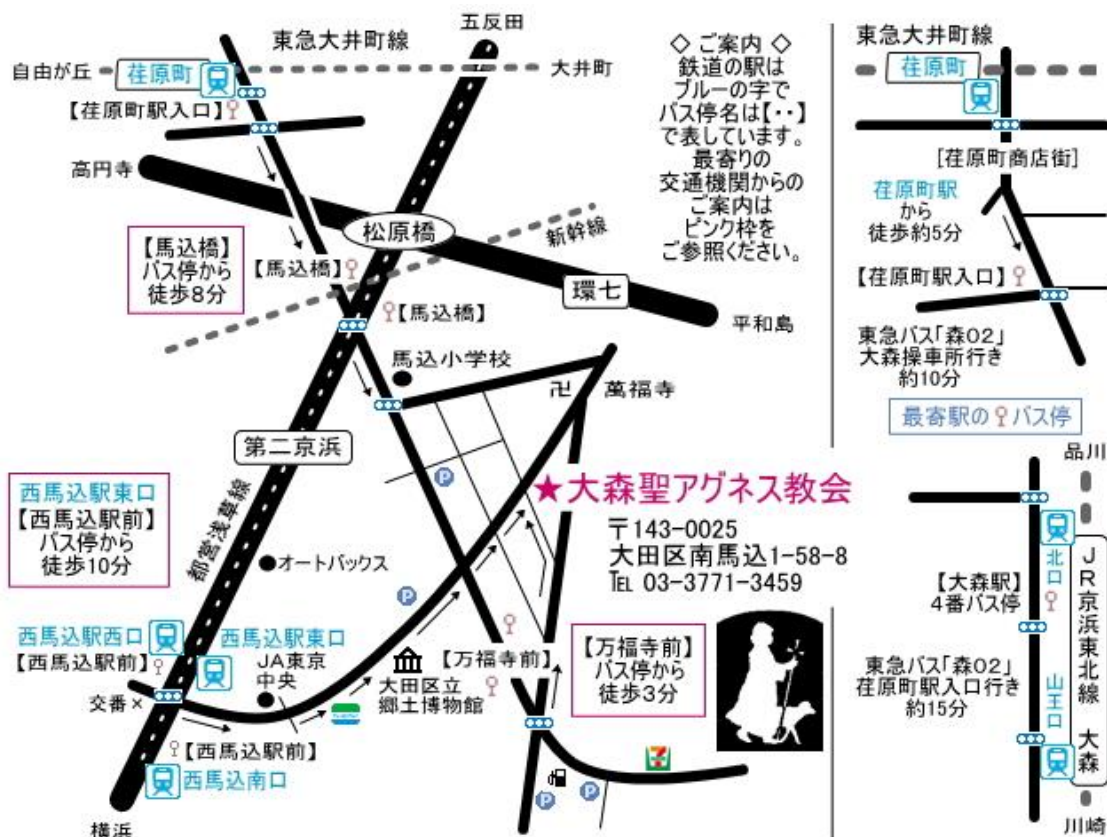 五反田
東急大井町線
自由が丘
荏原町
大井町
【荏原町駅入口】
高円寺
松原橋
新幹線
【馬込橋】
バス停から
徒歩8分
【馬込橋】
【馬込橋】
環七
平和島
馬込小学校
卍
萬福寺
第二京浜
西馬込駅東口
【西馬込駅前】
バス停から
徒歩10分
都営浅草線
オートバックス
P
★大森聖アグネス教会
〒143-0025
大田区南馬込1-58-8
℡ 03-3771-3459
P
西馬込駅西口
【西馬込駅前】
西馬込駅東口
JA東京
中央
交番×
大田区立
郷土博物館
【万福寺前】
【万福寺前】
バス停から
徒歩3分
【西馬込駅前】
西馬込南口
横浜
7
P
P
◇ ご案内 ◇
鉄道の駅は
ブルーの字で
バス停名は【・・】
で表しています。
最寄りの
交通機関からの
ご案内は
ピンク枠を
ご参照ください。
東急大井町線
荏原町
[荏原町商店街]
荏原町駅
から
徒歩約5分
【荏原町駅入口】
東急バス「森02」
大森操車所行き
約10分
最寄駅の バス停
品川
北口
【大森駅】
4番バス停
JR京浜東北線 大森
東急バス「森02」
荏原町駅入口行き
約15分
山王口
川崎